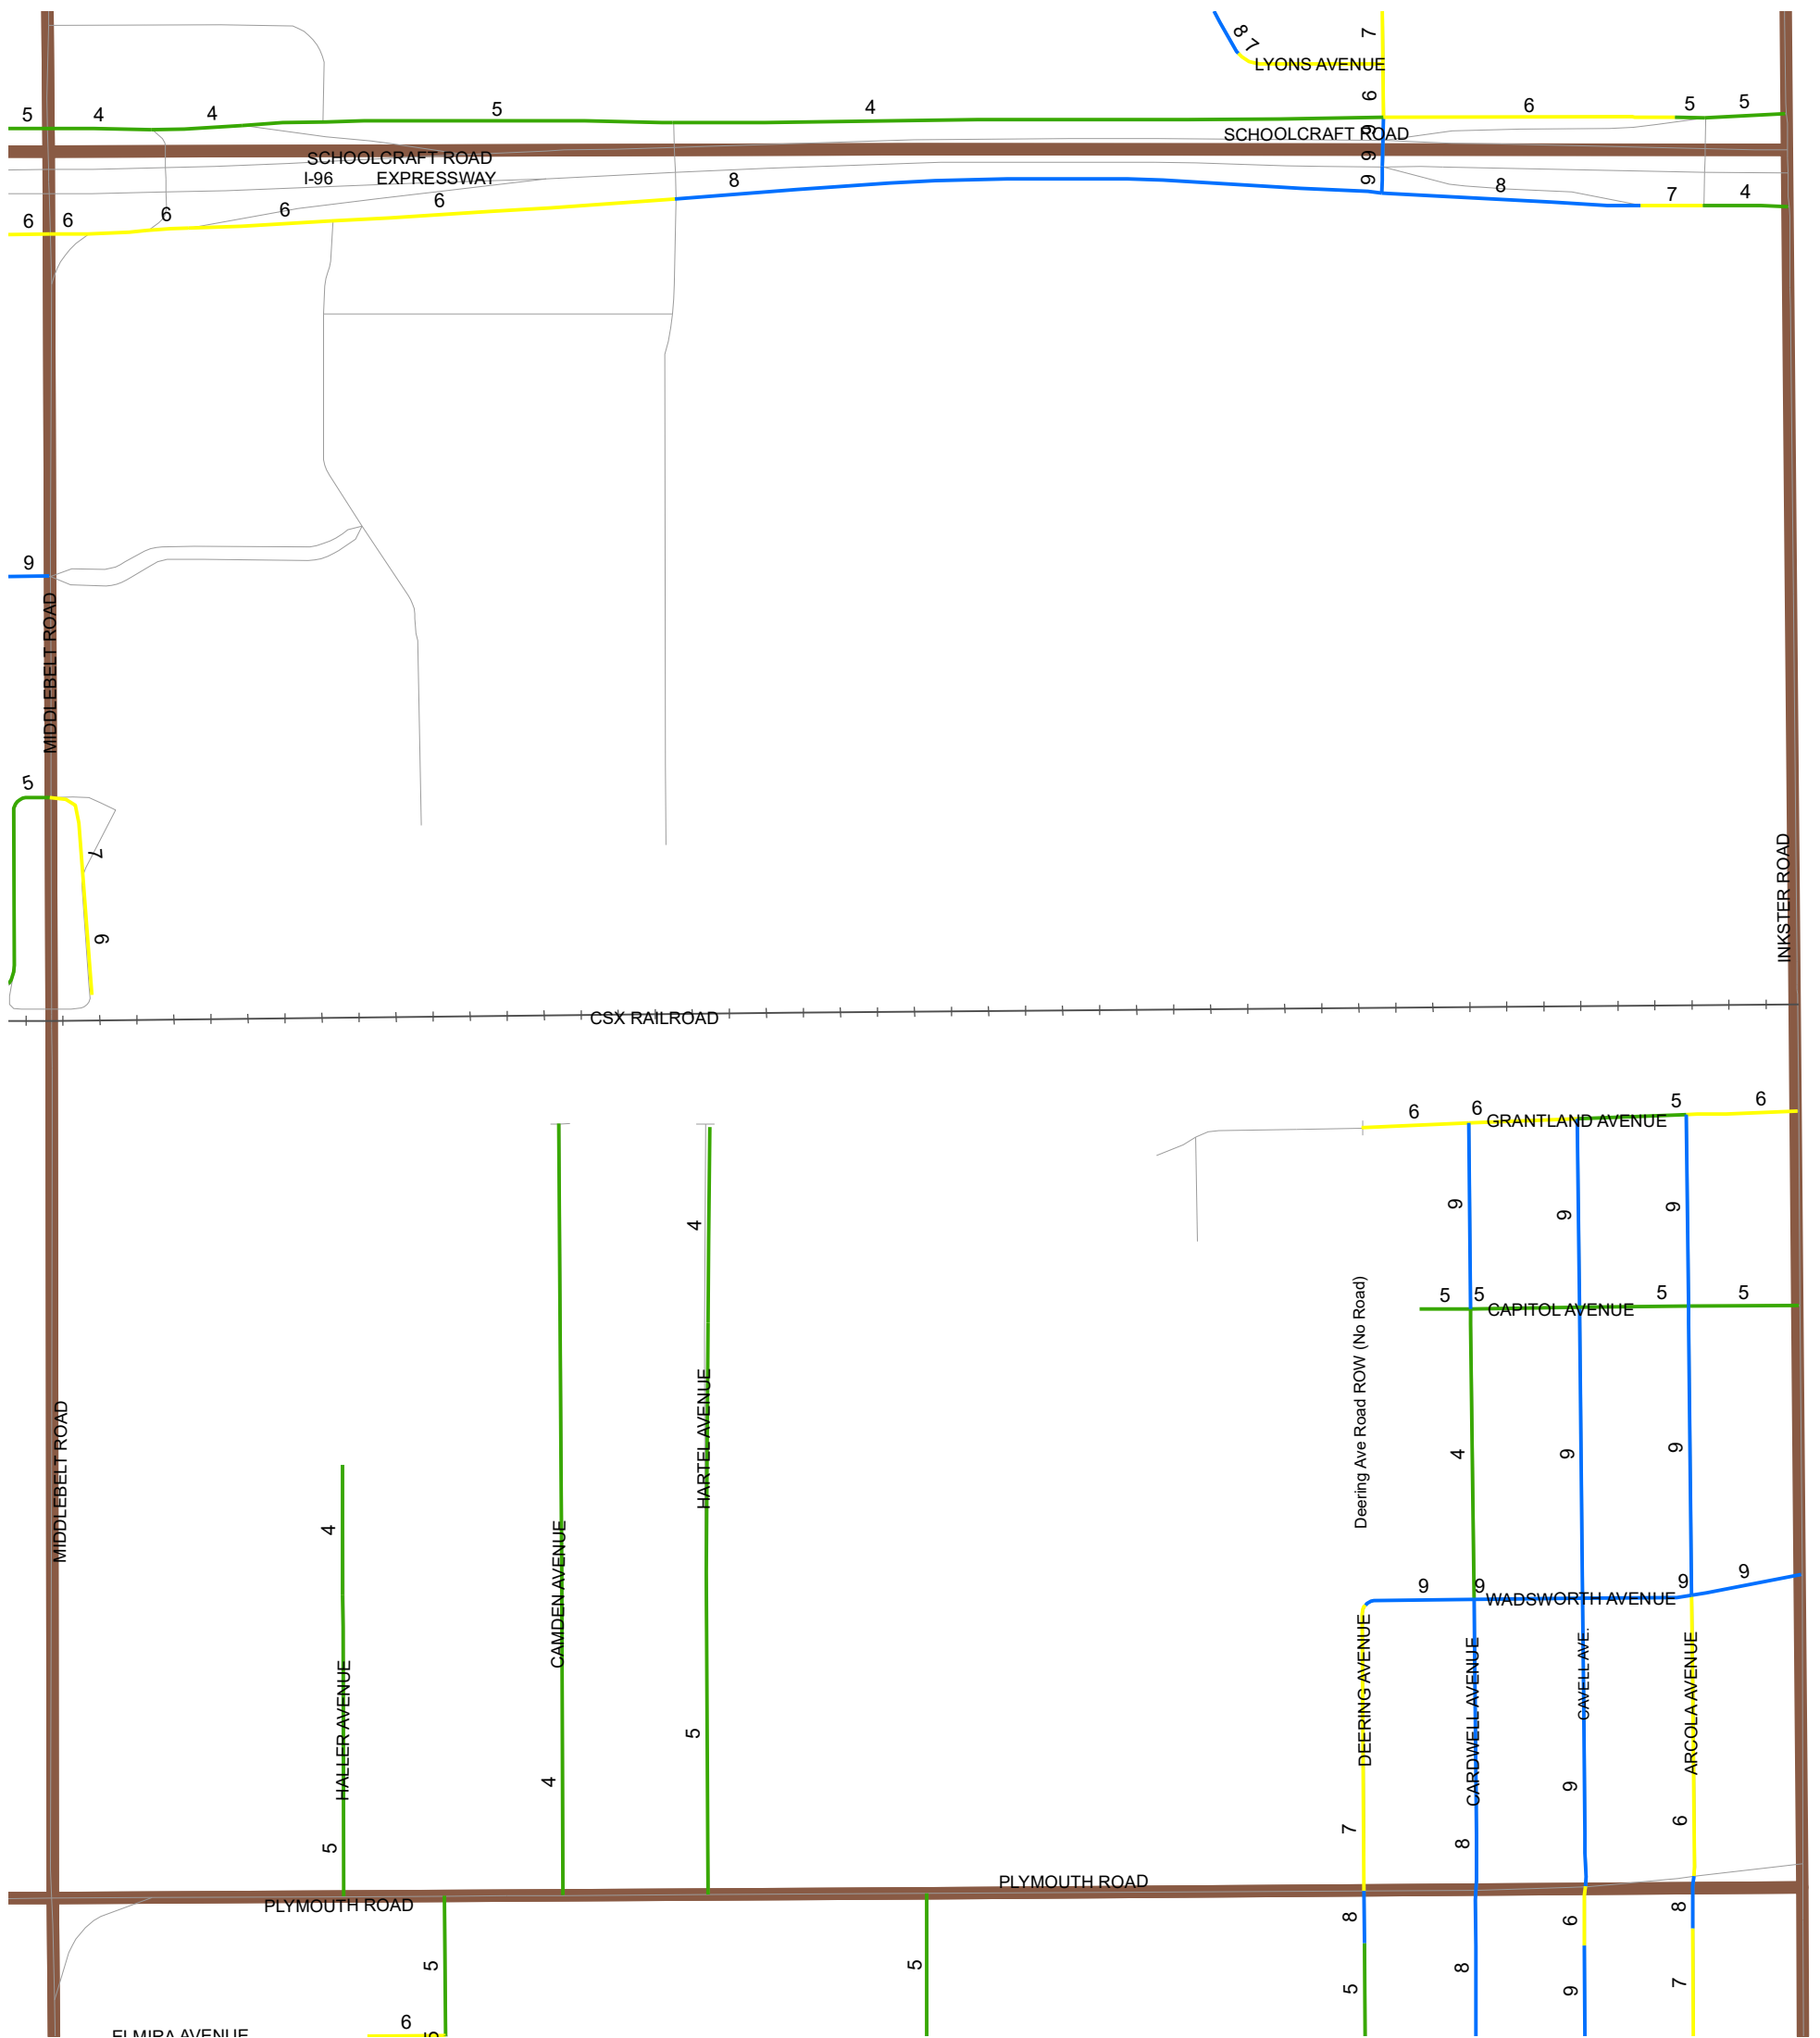 8
7
7
LYONS AVENUE
6
5
4
4
5
4
6
5
5
SCHOOLCRAFT ROAD
SCHOOLCRAFT ROAD
9
9
I-96 EXPRESSWAY
6
6
6
6
6
8
8
7
4
9
MIDDLEBELT ROAD
5
7
6
INKSTER ROAD
CSX RAILROAD
6
6
GRANTLAND AVENUE
5
6
4
9
9
9
Deering Ave Road ROW (No Road)
5
5
CAPITOL AVENUE
5
5
HARTEL AVENUE
MIDDLEBELT ROAD
4
9
9
4
CAMDEN AVENUE
9
9
WADSWORTH AVENUE
9
9
HALLER AVENUE
DEERING AVENUE
CARDWELL AVENUE
CAVELL AVE.
ARCOLA AVENUE
5
4
9
5
7
8
6
PLYMOUTH ROAD
PLYMOUTH ROAD
8
6
8
5
5
5
8
9
7
6
ELMIRA AVENUE